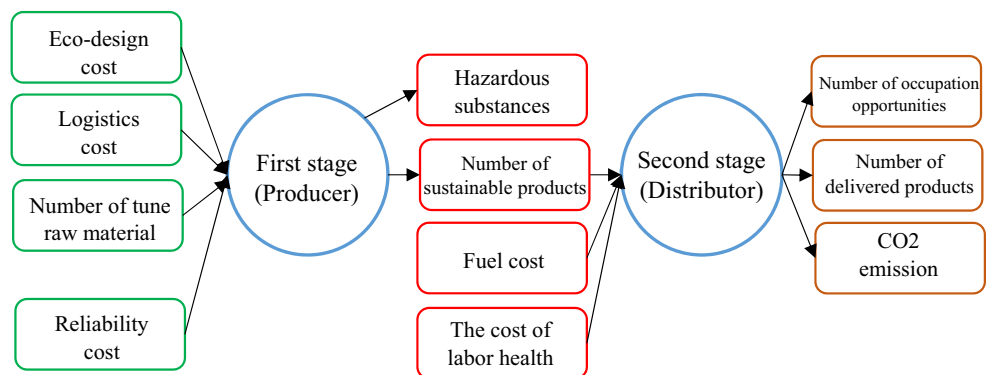 Eco-design
cost
Logistics
cost
Number of tune
raw material
Reliability
cost
First stage
(Producer)
Hazardous
substances
Number of
sustainable products
Fuel cost
The cost of
labor health
Second stage
(Distributor)
Number of occupation
opportunities
Number of
delivered products
CO2
emission